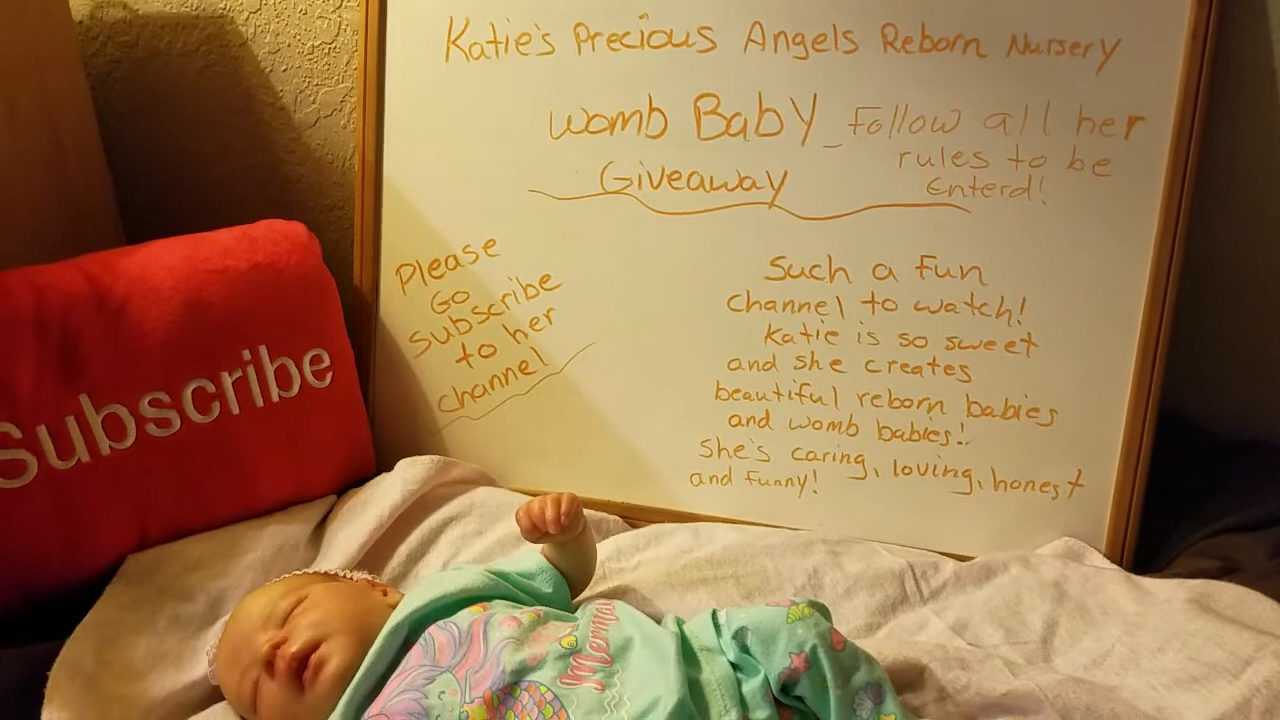 Katie's Precious Angels Reborn Nursery
Womb Baby - Follow all her
rules to be
Enterd!
Giveaway
Please
Go
subscribe
to her
channel
Such a Fun
channel to watch!
Katie is so sweet
and she creates
beautiful reborn babies
and womb babies!
She's caring, loving, honest
and Funny!
Subscribe